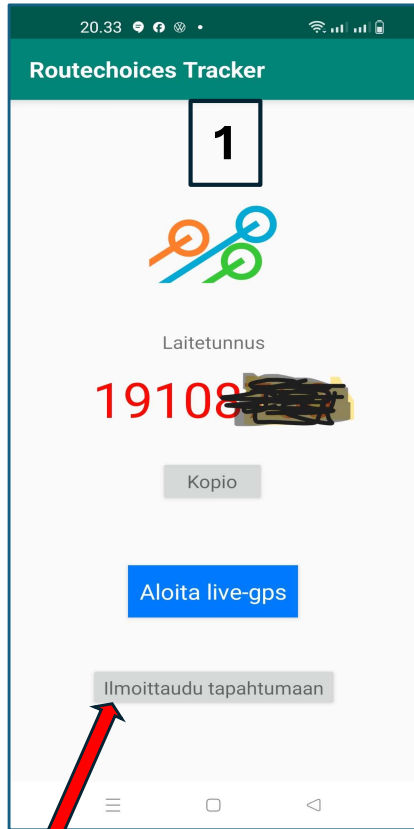 20.33
Routechoices Tracker
1
Laitetunnus
19108
Kopio
Aloita live-gps
Ilmoittaudu tapahtumaan